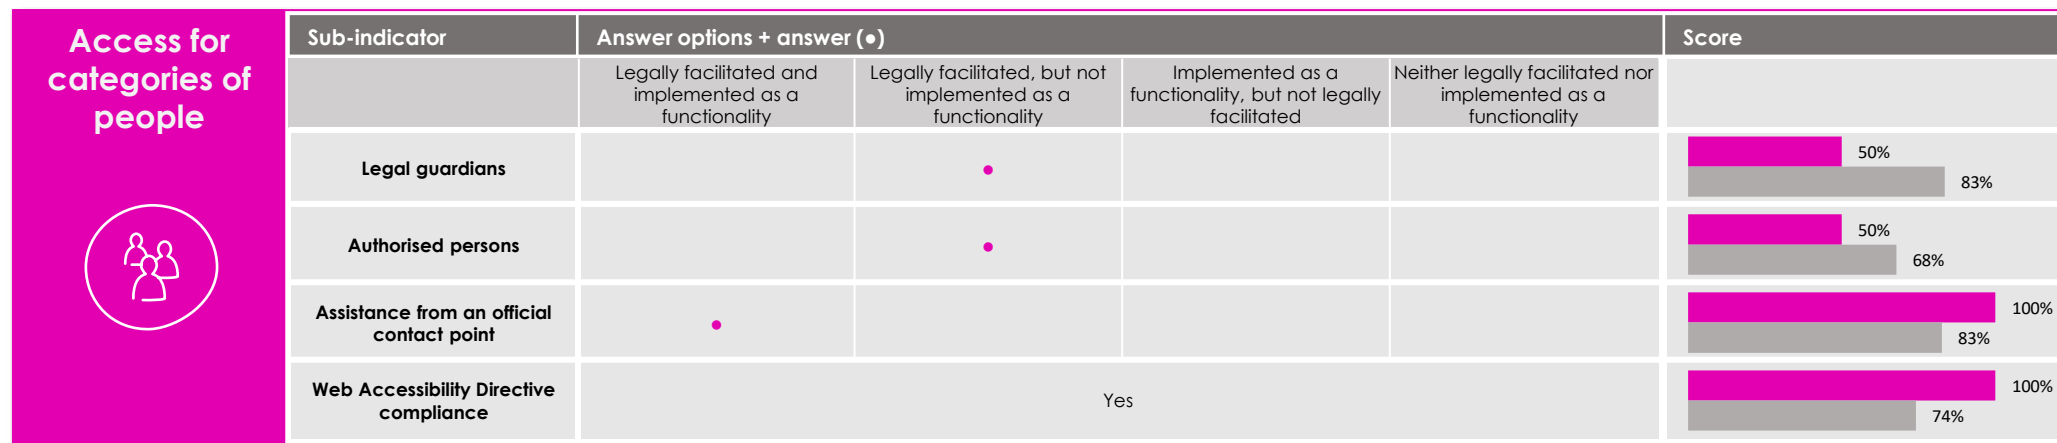 Access for
categories of
people
Sub-indicator
Answer options + answer (●)
Score
Legally facilitated and
implemented as a
functionality
Legally facilitated, but not
implemented as a
functionality
Implemented as a
functionality, but not legally
facilitated
Neither legally facilitated nor
implemented as a
functionality
Legal guardians
●
50%
83%
Authorised persons
●
50%
68%
Assistance from an official
contact point
●
100%
83%
Web Accessibility Directive
compliance
Yes
100%
74%